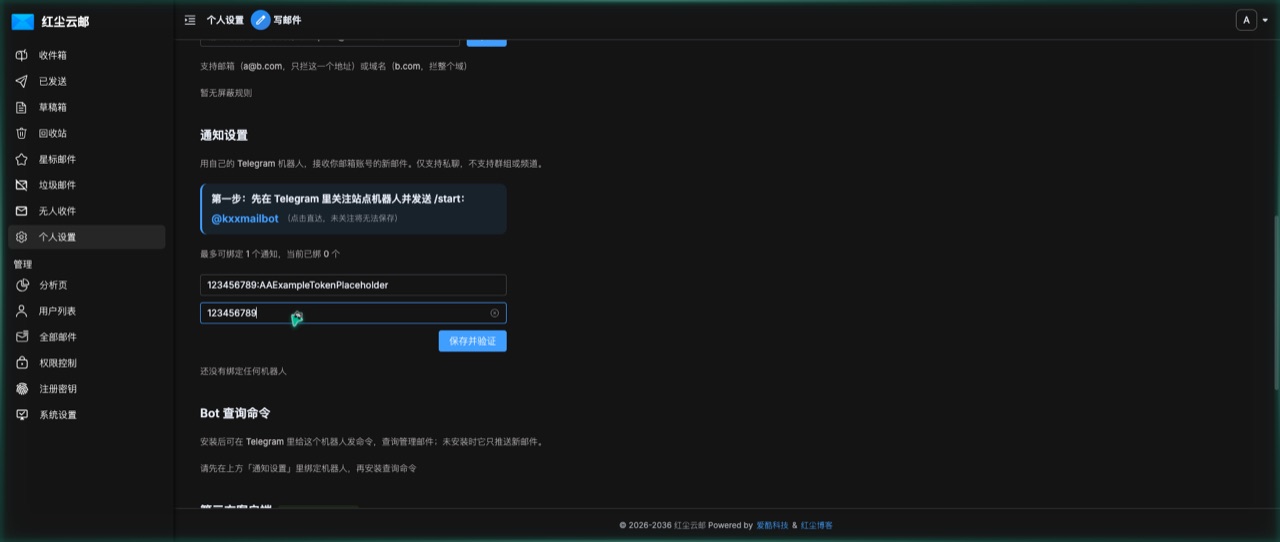 红尘云邮
个人设置 写邮件
A
收件箱
已发送
草稿箱
回收站
星标邮件
垃圾邮件
无人收件
个人设置
管理
分析页
用户列表
全部邮件
权限控制
注册密钥
系统设置
支持邮箱（a@b.com，只拦这一个地址）或域名（b.com，拦整个域）
暂无屏蔽规则
通知设置
用自己的 Telegram 机器人，接收你邮箱账号的新邮件。仅支持私聊，不支持群组或频道。
第一步：先在 Telegram 里关注站点机器人并发送 /start：
@kxxmailbot （点击直达，未关注将无法保存）
最多可绑定 1 个通知，当前已绑 0 个
123456789:AAExampleTokenPlaceholder
123456789
保存并验证
还没有绑定任何机器人
Bot 查询命令
安装后可在 Telegram 里给这个机器人发命令，查询管理邮件；未安装时它只推送新邮件。
请先在上方「通知设置」里绑定机器人，再安装查询命令
© 2026-2036 红尘云邮 Powered by 爱酷科技 & 红尘博客